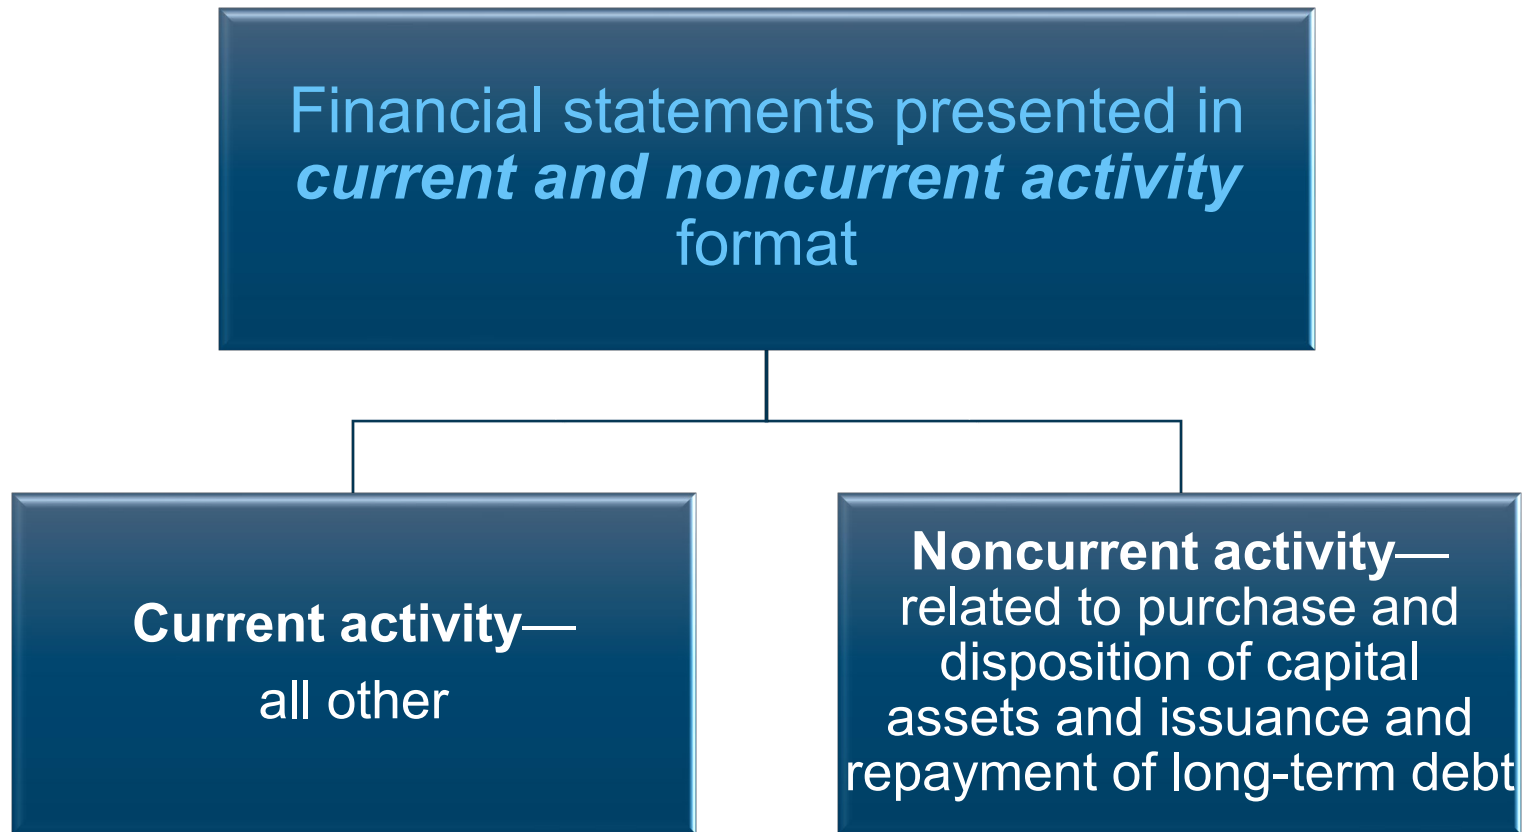 Financial statements presented in
current and noncurrent activity
format
Current activity—
all other
Noncurrent activity—
related to purchase and
disposition of capital
assets and issuance and
repayment of long-term debt